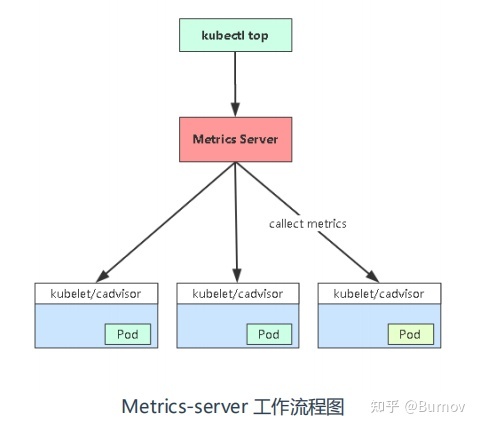 kubectl top
Metrics Server
callect metrics
kubelet/cadvisor
kubelet/cadvisor
kubelet/cadvisor
Pod
Pod
Pod
Metrics-server 工作流程图
知乎 @Burnov